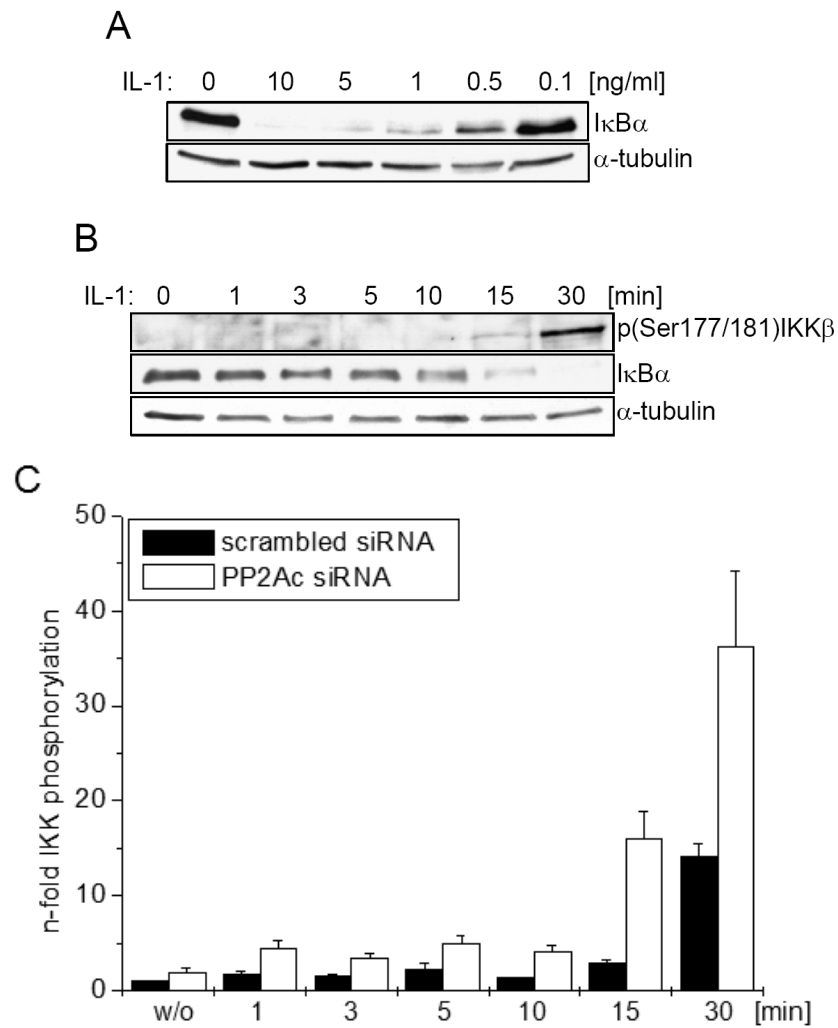 A
IL-1: 0 10 5 1 0.5 0.1 [ng/ml]
IκBα
α-tubulin
B
IL-1: 0 1 3 5 10 15 30 [min]
p(Ser177/181)IKKβ
IκBα
α-tubulin
C
n-fold IKK phosphorylation
50
40
30
20
10
0
scrambled siRNA
PP2Ac siRNA
w/o 1 3 5 10 15 30 [min]